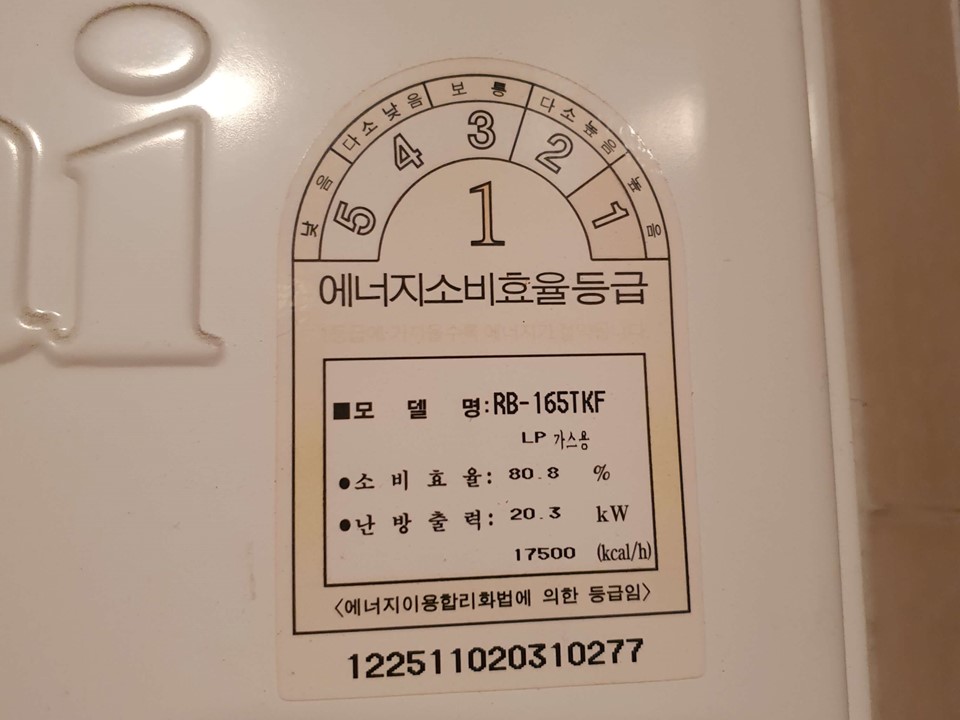 낮음 다소낮음 보통 다소높음 높음
5 4 3 2 1
1
에너지소비효율등급
■모 델 명:RB-165TKF
LP 가스용
●소 비 효 율: 80.8 %
●난 방 출 력: 20.3 kW
17500 (kcal/h)
<에너지이용합리화법에 의한 등급임>
122511020310277